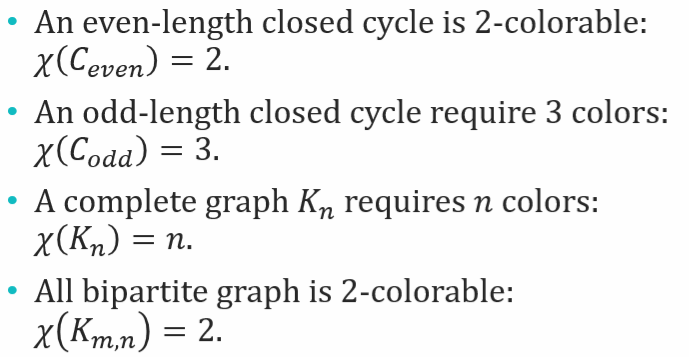 • An even-length closed cycle is 2-colorable:
χ(C_even) = 2.
• An odd-length closed cycle require 3 colors:
χ(C_odd) = 3.
• A complete graph K_n requires n colors:
χ(K_n) = n.
• All bipartite graph is 2-colorable:
χ(K_m,n) = 2.